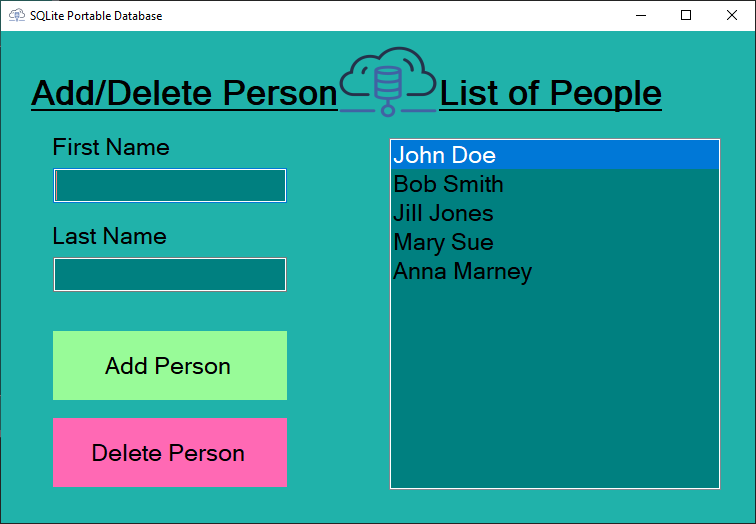 SQLite Portable Database
Add/Delete Person
List of People
First Name
Last Name
Add Person
Delete Person
John Doe
Bob Smith
Jill Jones
Mary Sue
Anna Marney